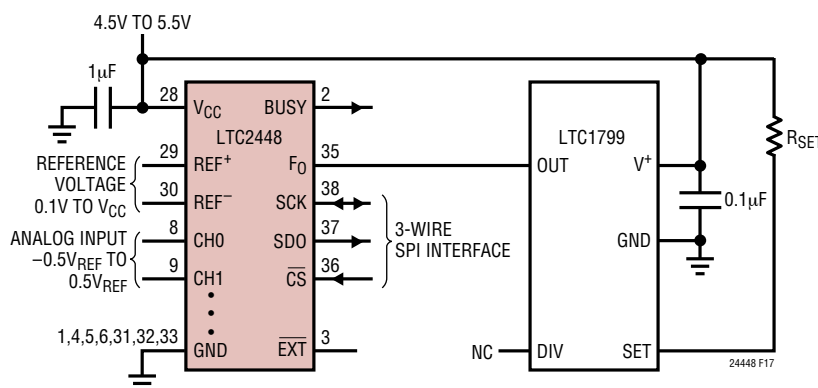 4.5V TO 5.5V
1µF
28
VCC
BUSY
2
LTC2448
LTC1799
RSET
REFERENCE
VOLTAGE
0.1V TO VCC
29
REF+
FO
35
OUT
V+
30
REF−
SCK
38
0.1µF
ANALOG INPUT
−0.5VREF TO
0.5VREF
8
CH0
SDO
37
3-WIRE
SPI INTERFACE
GND
9
CH1
CS
36
1,4,5,6,31,32,33
GND
EXT
3
NC
DIV
SET
24448 F17